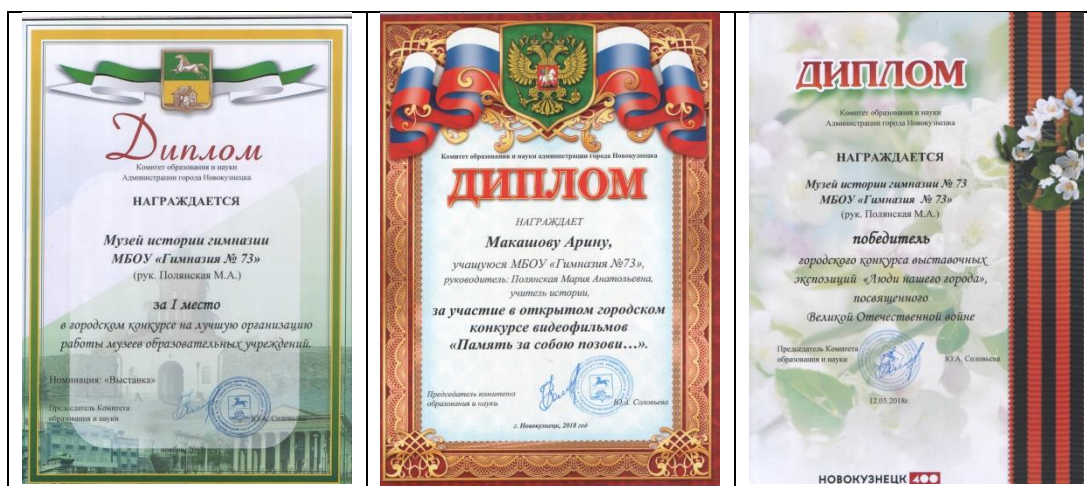 Диплом
Комитет образования и науки
Администрации города Новокузнецка
НАГРАЖДАЕТСЯ
Музей истории гимназии
МБОУ «Гимназия № 73»
(рук. Полянская М.А.)
за I место
в городском конкурсе на лучшую организацию
работы музеев образовательных учреждений.
Номинация: «Выставка»
Председатель Комитета
образования и науки
Ю.А. Соловьева
Комитет образования и науки администрации города Новокузнецка
ДИПЛОМ
НАГРАЖДАЕТ
Макашову Арину,
учащуюся МБОУ «Гимназия №73»,
руководитель: Полянская Мария Анатольевна,
учитель истории,
за участие в открытом городском
конкурсе видеофильмов
«Память за собою позови…».
Председатель комитета
образования и науки
Ю.А. Соловьева
г. Новокузнецк, 2018 год
ДИПЛОМ
Комитет образования и науки
Администрации города Новокузнецка
НАГРАЖДАЕТСЯ
Музей истории гимназии № 73
МБОУ «Гимназия № 73»
(рук. Полянская М.А.)
победитель
городского конкурса выставочных
экспозиций «Люди нашего города»,
посвященного
Великой Отечественной войне
Председатель Комитета
образования и науки
Ю.А. Соловьева
12.05.2018г.
НОВОКУЗНЕЦК 400